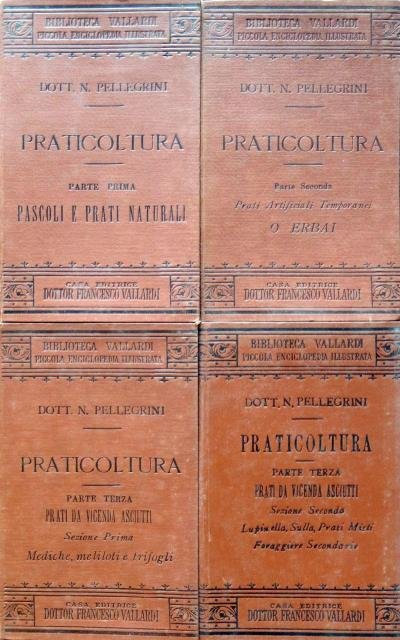 BIBLIOTECA VALLARDI
PICCOLA ENCICLOPEDIA ILLUSTRATA
DOTT. N. PELLEGRINI
PRATICOLTURA
PARTE PRIMA
PASCOLI E PRATI NATURALI
CASA EDITRICE
DOTTOR FRANCESCO VALLARDI
BIBLIOTECA VALLARDI
PICCOLA ENCICLOPEDIA ILLUSTRATA
DOTT. N. PELLEGRINI
PRATICOLTURA
Parte Seconda
Prati Artificiali Temporanei
O ERBAI
CASA EDITRICE
DOTTOR FRANCESCO VALLARDI
BIBLIOTECA VALLARDI
PICCOLA ENCICLOPEDIA ILLUSTRATA
DOTT. N. PELLEGRINI
PRATICOLTURA
PARTE TERZA
PRATI DA VICENDA ASCIUTTI
Sezione Prima
Mediche, meliloti e trifogli
CASA EDITRICE
DOTTOR FRANCESCO VALLARDI
BIBLIOTECA VALLARDI
PICCOLA ENCICLOPEDIA ILLUSTRATA
DOTT. N. PELLEGRINI
PRATICOLTURA
PARTE TERZA
PRATI DA VICENDA ASCIUTTI
Sezione Seconda
Lupinella, Sulla, Prati Misti
Foraggiere Secondarie
CASA EDITRICE
DOTTOR FRANCESCO VALLARDI